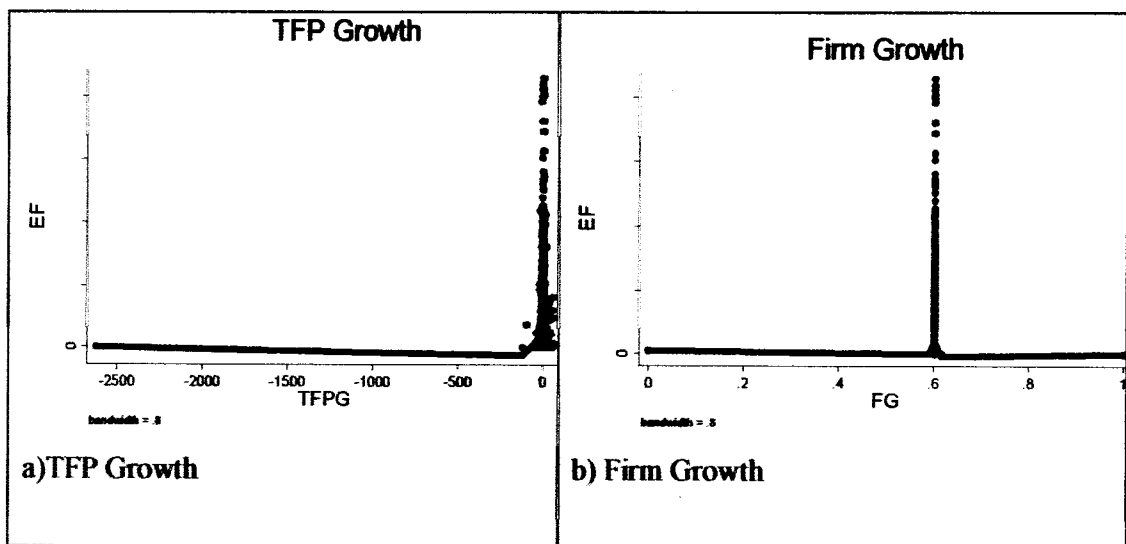 TFP Growth
EF
0
-2500
-2000
-1500
-1000
-500
0
TFPG
bandwidth = .8
a)TFP Growth
Firm Growth
EF
0
0
.2
.4
.6
.8
1
FG
bandwidth = .8
b) Firm Growth